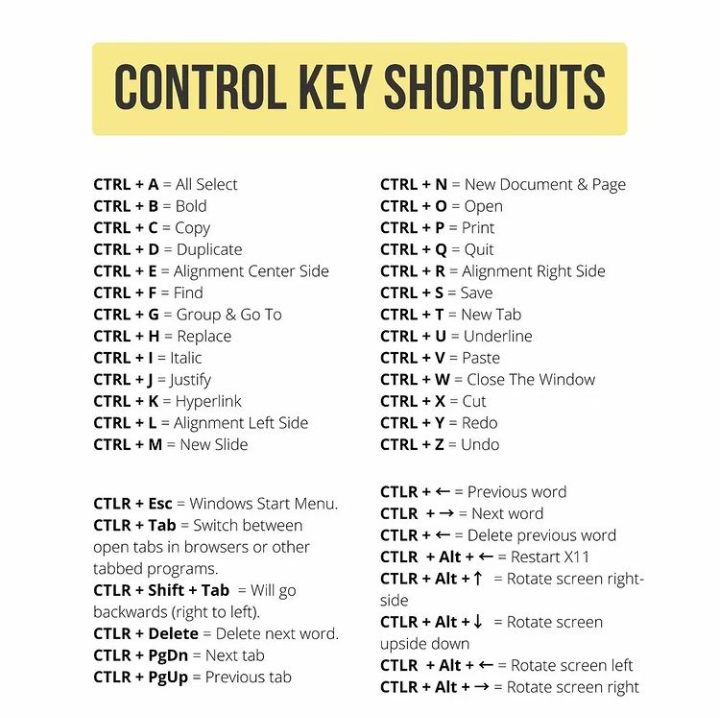 CONTROL KEY SHORTCUTS
CTRL + A = All Select
CTRL + B = Bold
CTRL + C = Copy
CTRL + D = Duplicate
CTRL + E = Alignment Center Side
CTRL + F = Find
CTRL + G = Group & Go To
CTRL + H = Replace
CTRL + I = Italic
CTRL + J = Justify
CTRL + K = Hyperlink
CTRL + L = Alignment Left Side
CTRL + M = New Slide
CTLR + Esc = Windows Start Menu.
CTLR + Tab = Switch between
open tabs in browsers or other
tabbed programs.
CTLR + Shift + Tab = Will go
backwards (right to left).
CTLR + Delete = Delete next word.
CTLR + PgDn = Next tab
CTLR + PgUp = Previous tab
CTRL + N = New Document & Page
CTRL + O = Open
CTRL + P = Print
CTRL + Q = Quit
CTRL + R = Alignment Right Side
CTRL + S = Save
CTRL + T = New Tab
CTRL + U = Underline
CTRL + V = Paste
CTRL + W = Close The Window
CTRL + X = Cut
CTRL + Y = Redo
CTRL + Z = Undo
CTLR + ← = Previous word
CTLR + → = Next word
CTLR + ← = Delete previous word
CTLR + Alt + ← = Restart X11
CTLR + Alt + ↑ = Rotate screen right-
side
CTLR + Alt + ↓ = Rotate screen
upside down
CTLR + Alt + ← = Rotate screen left
CTLR + Alt + → = Rotate screen right